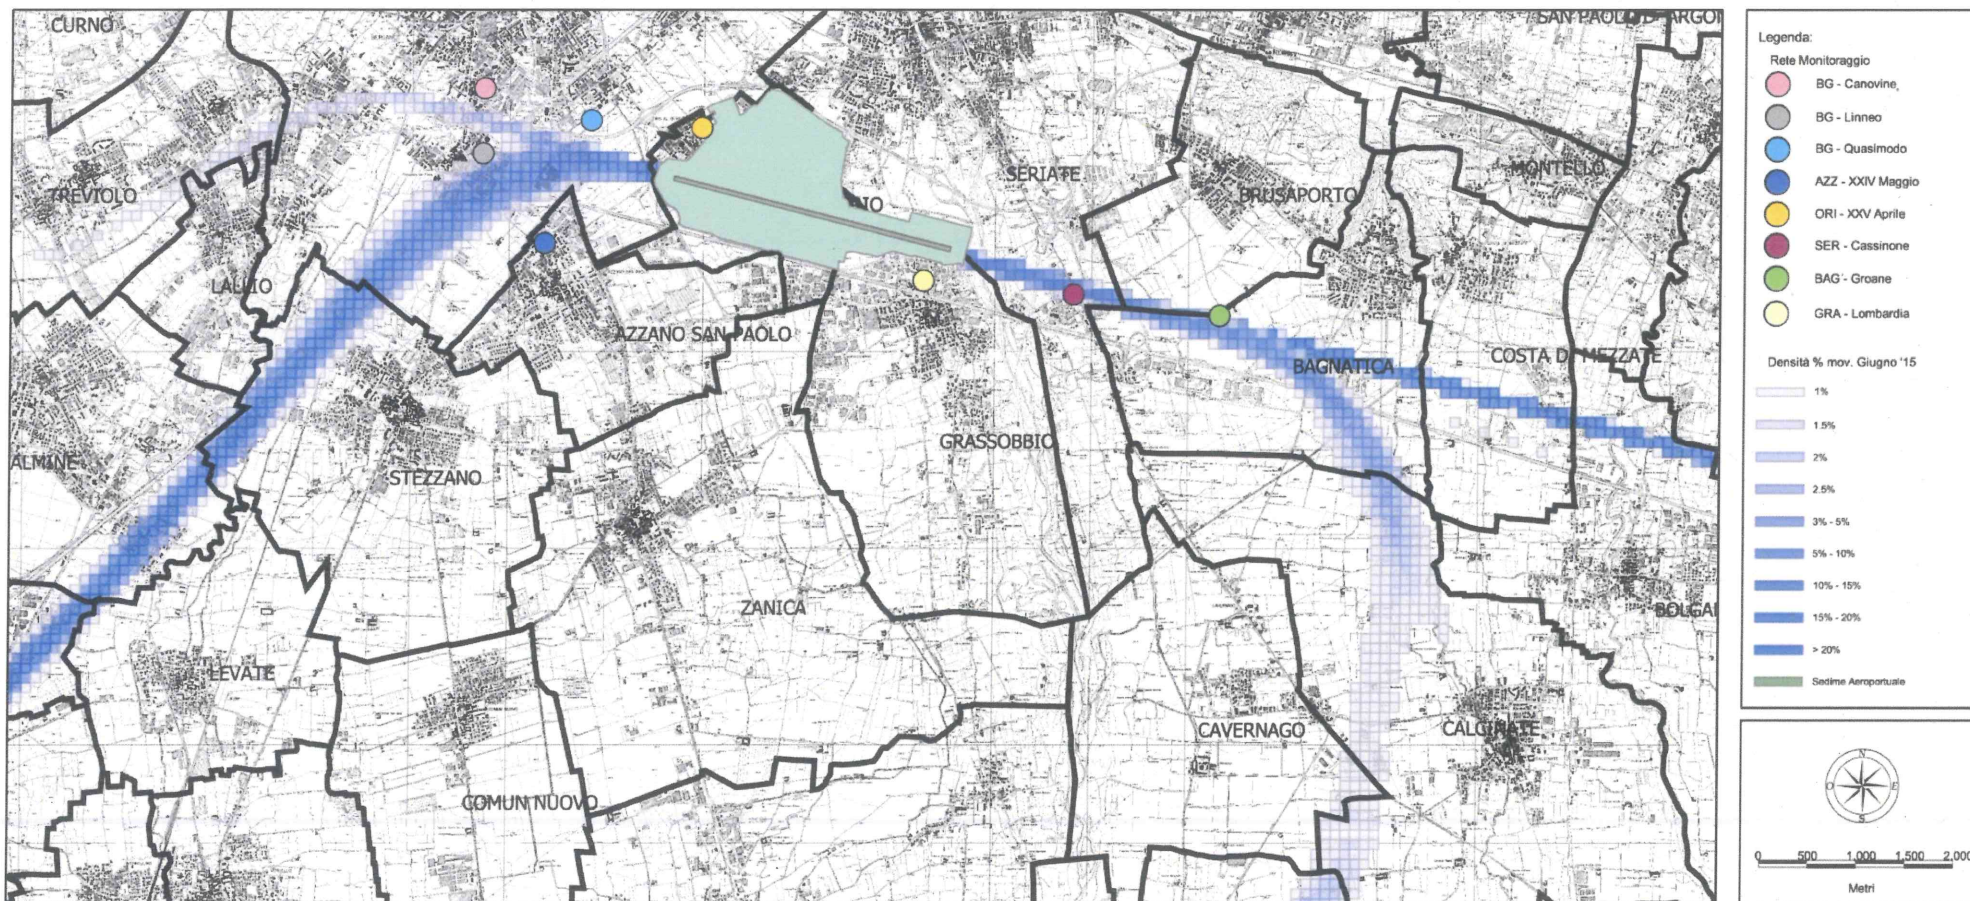 CURNO
SAN PAOLO D'ARGON
SERIATE
MONTELLO
TREVIOLO
BRUSAPORTO
RIO
LALLIO
AZZANO SAN PAOLO
BAGNATICA
COSTA DI MEZZATE
GRASSOBBIO
ALMINE
STEZZANO
ZANICA
BOLGAR
LEVATE
CAVERNAGO
CALCINATE
COMUN NUOVO
Legenda:
Rete Monitoraggio
BG - Canovine
BG - Linneo
BG - Quasimodo
AZZ - XXIV Maggio
ORI - XXV Aprile
SER - Cassinone
BAG - Groane
GRA - Lombardia
Densità % mov. Giugno '15
1%
1.5%
2%
2.5%
3% - 5%
5% - 10%
10% - 15%
15% - 20%
> 20%
Sedime Aeroportuale
N
O E
S
0 500 1.000 1.500 2.000
Metri